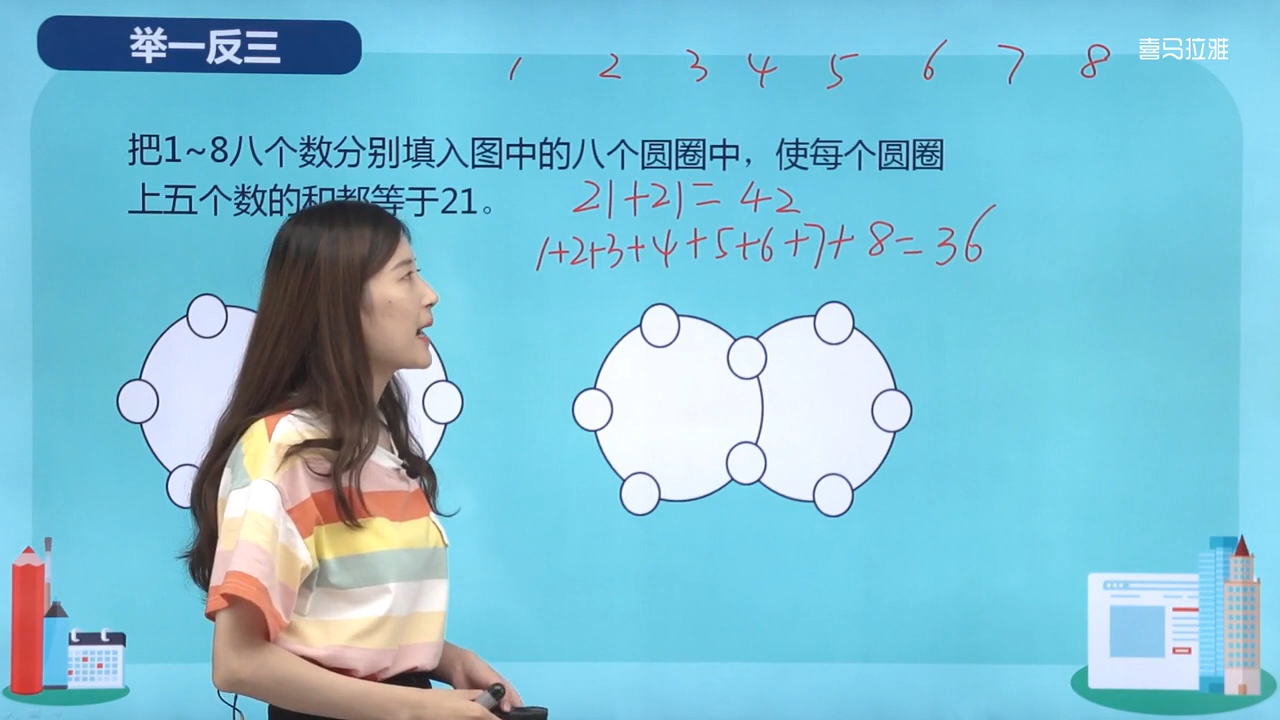 举一反三
喜马拉雅
1 2 3 4 5 6 7 8
把1~8八个数分别填入图中的八个圆圈中，使每个圆圈
上五个数的和都等于21。
21+21=42
1+2+3+4+5+6+7+8=36